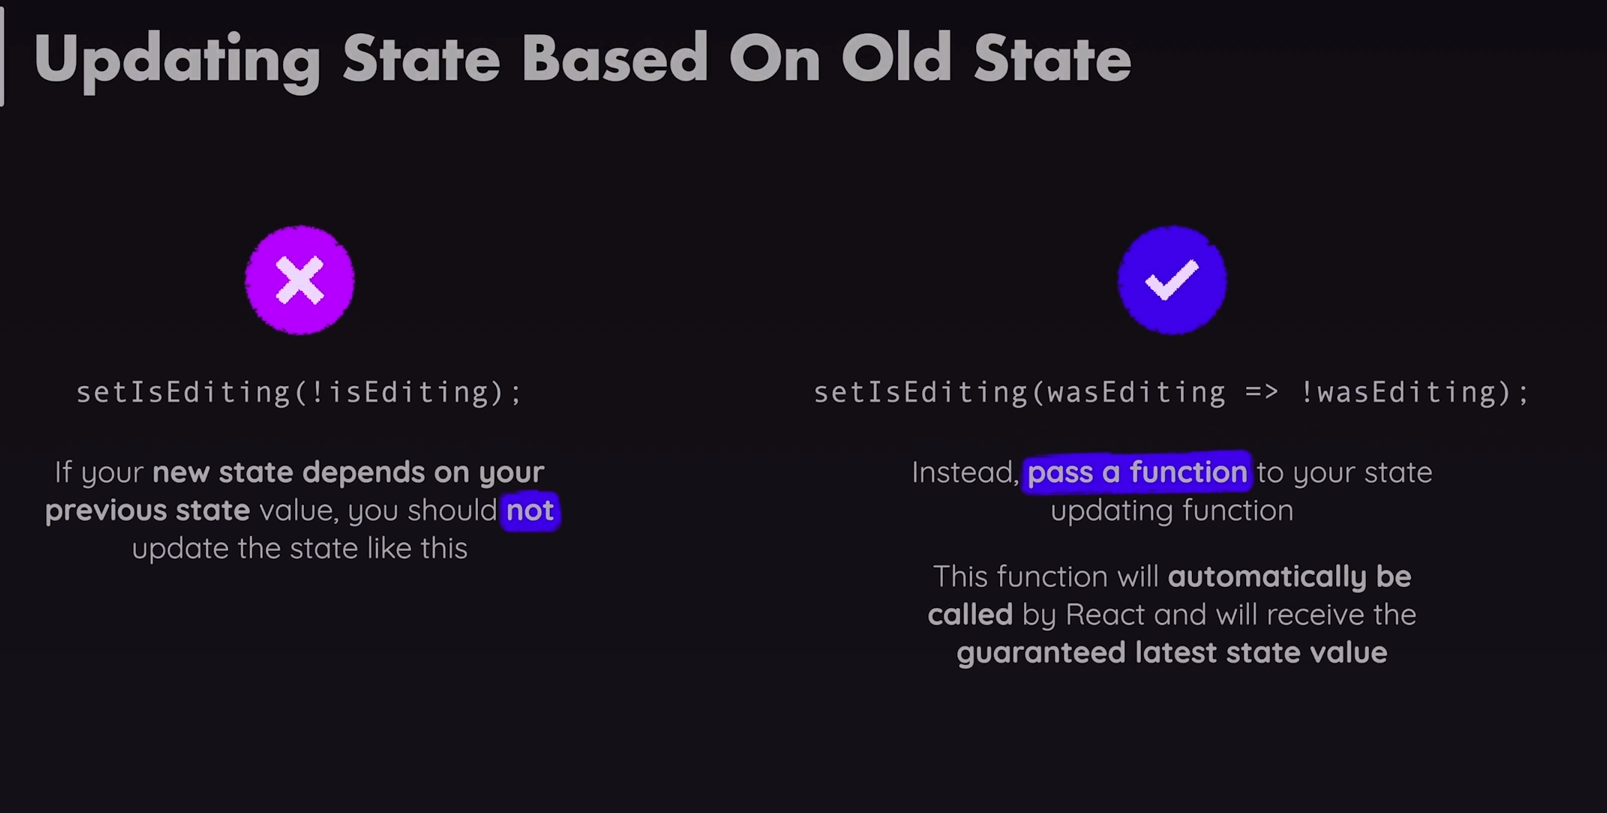 Updating State Based On Old State
setIsEditing(!isEditing);
If your new state depends on your
previous state value, you should not
update the state like this
setIsEditing(wasEditing => !wasEditing);
Instead, pass a function to your state
updating function
This function will automatically be
called by React and will receive the
guaranteed latest state value